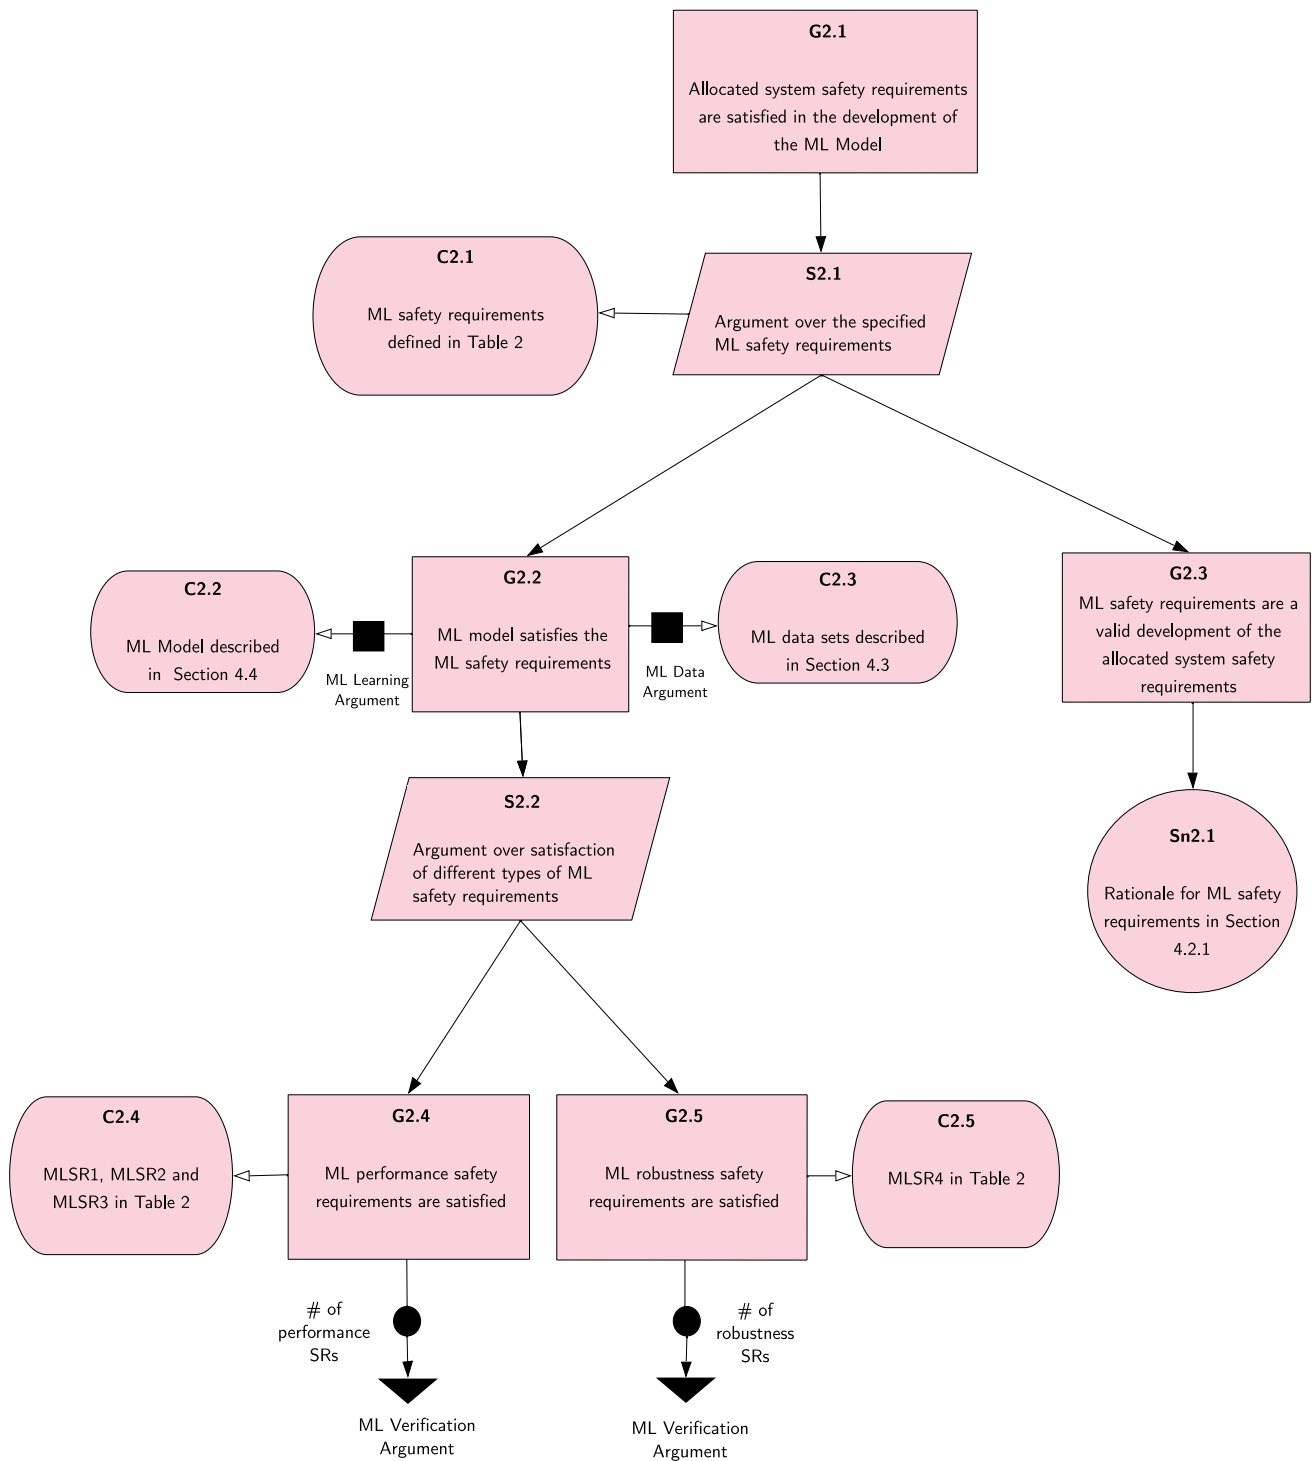 G2.1
Allocated system safety requirements
are satisfied in the development of
the ML Model
C2.1
ML safety requirements
defined in Table 2
S2.1
Argument over the specified
ML safety requirements
C2.2
ML Model described
in Section 4.4
ML Learning
Argument
G2.2
ML model satisfies the
ML safety requirements
ML Data
Argument
C2.3
ML data sets described
in Section 4.3
G2.3
ML safety requirements are a
valid development of the
allocated system safety
requirements
S2.2
Argument over satisfaction
of different types of ML
safety requirements
Sn2.1
Rationale for ML safety
requirements in Section
4.2.1
C2.4
MLSR1, MLSR2 and
MLSR3 in Table 2
G2.4
ML performance safety
requirements are satisfied
G2.5
ML robustness safety
requirements are satisfied
C2.5
MLSR4 in Table 2
# of
performance
SRs
# of
robustness
SRs
ML Verification
Argument
ML Verification
Argument